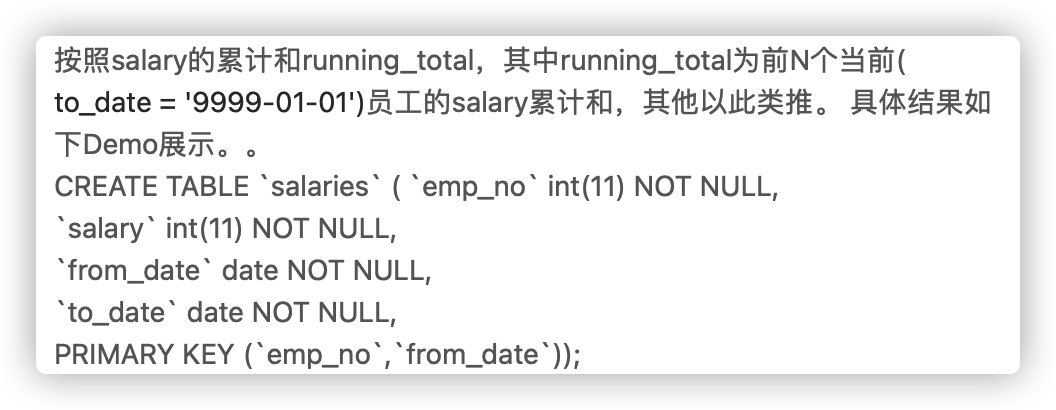 按照salary的累计和running_total，其中running_total为前N个当前(
to_date = '9999-01-01')员工的salary累计和，其他以此类推。 具体结果如
下Demo展示。。
CREATE TABLE `salaries` ( `emp_no` int(11) NOT NULL,
`salary` int(11) NOT NULL,
`from_date` date NOT NULL,
`to_date` date NOT NULL,
PRIMARY KEY (`emp_no`,`from_date`));